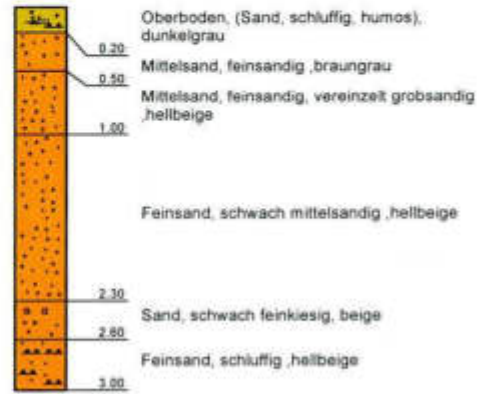 Oberboden, (Sand, schluffig, humos),
dunkelgrau
0.20
Mittelsand, feinsandig ,braungrau
0.50
Mittelsand, feinsandig, vereinzelt grobsandig
,hellbeige
1.00
Feinsand, schwach mittelsandig ,hellbeige
2.30
Sand, schwach feinkiesig, beige
2.60
Feinsand, schluffig ,hellbeige
3.00